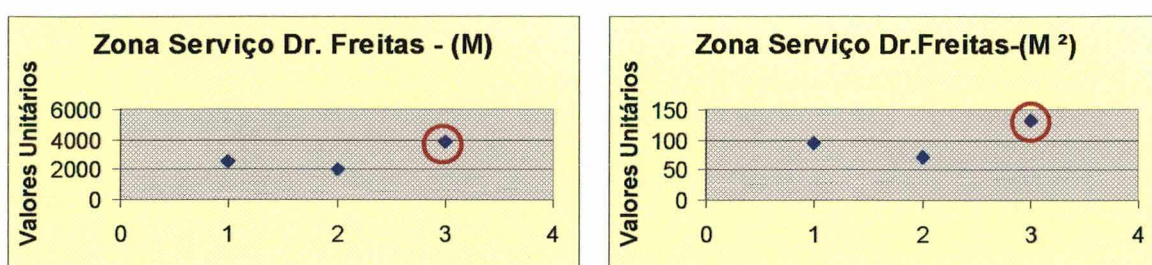 Zona Serviço Dr. Freitas - (M)
Valores Unitários
6000
4000
2000
0
0 1 2 3 4
Zona Serviço Dr.Freitas-(M ²)
Valores Unitários
150
100
50
0
0 1 2 3 4